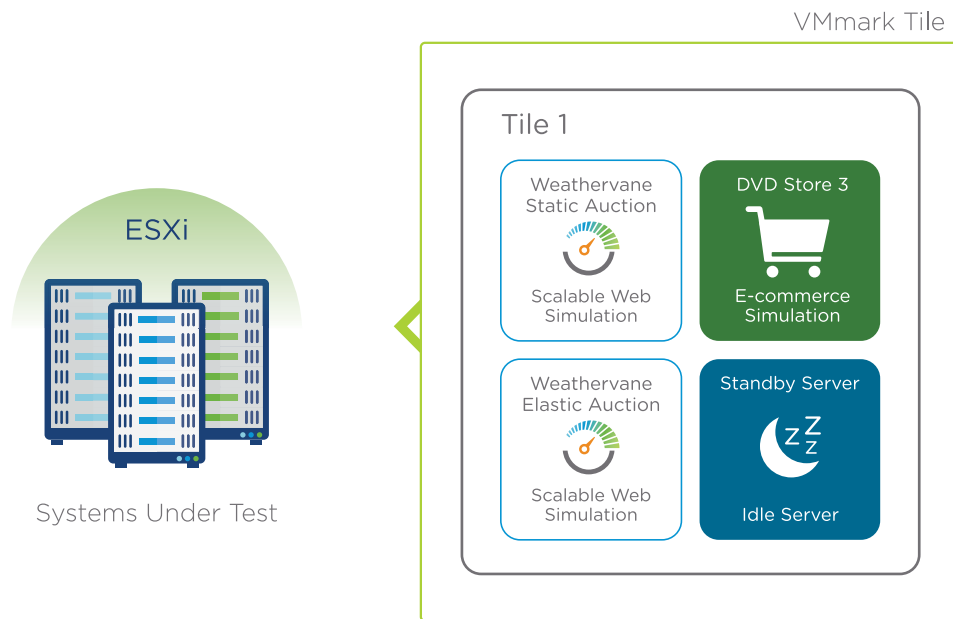 VMmark Tile
Tile 1
Weathervane
Static Auction
Scalable Web
Simulation
DVD Store 3
E-commerce
Simulation
ESXi
Weathervane
Elastic Auction
Scalable Web
Simulation
Standby Server
Z Z Z
Idle Server
Systems Under Test